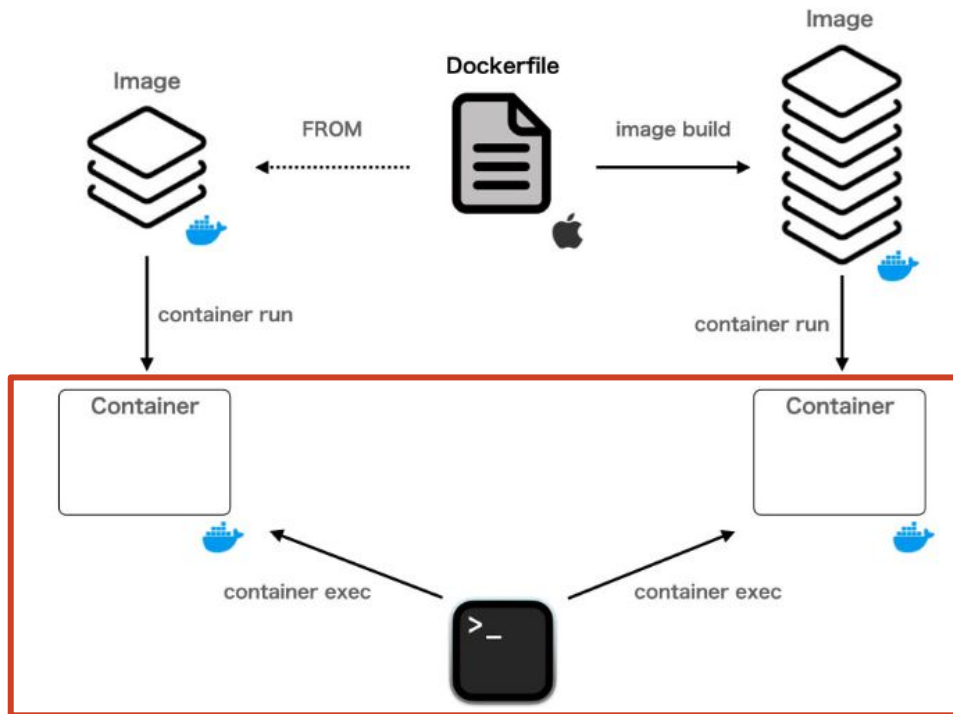 Image
Image
Dockerfile
FROM
image build
container run
container run
Container
Container
container exec
container exec
>_